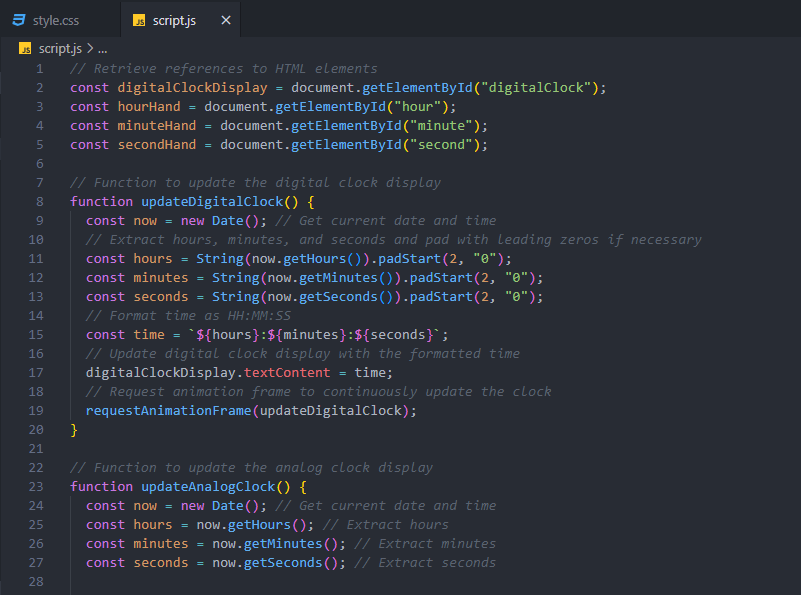 style.css
JS script.js ×
JS script.js > ...
1 // Retrieve references to HTML elements
2 const digitalClockDisplay = document.getElementById("digitalClock");
3 const hourHand = document.getElementById("hour");
4 const minuteHand = document.getElementById("minute");
5 const secondHand = document.getElementById("second");
6
7 // Function to update the digital clock display
8 function updateDigitalClock() {
9   const now = new Date(); // Get current date and time
10   // Extract hours, minutes, and seconds and pad with leading zeros if necessary
11   const hours = String(now.getHours()).padStart(2, "0");
12   const minutes = String(now.getMinutes()).padStart(2, "0");
13   const seconds = String(now.getSeconds()).padStart(2, "0");
14   // Format time as HH:MM:SS
15   const time = `${hours}:${minutes}:${seconds}`;
16   // Update digital clock display with the formatted time
17   digitalClockDisplay.textContent = time;
18   // Request animation frame to continuously update the clock
19   requestAnimationFrame(updateDigitalClock);
20 }
21
22 // Function to update the analog clock display
23 function updateAnalogClock() {
24   const now = new Date(); // Get current date and time
25   const hours = now.getHours(); // Extract hours
26   const minutes = now.getMinutes(); // Extract minutes
27   const seconds = now.getSeconds(); // Extract seconds
28